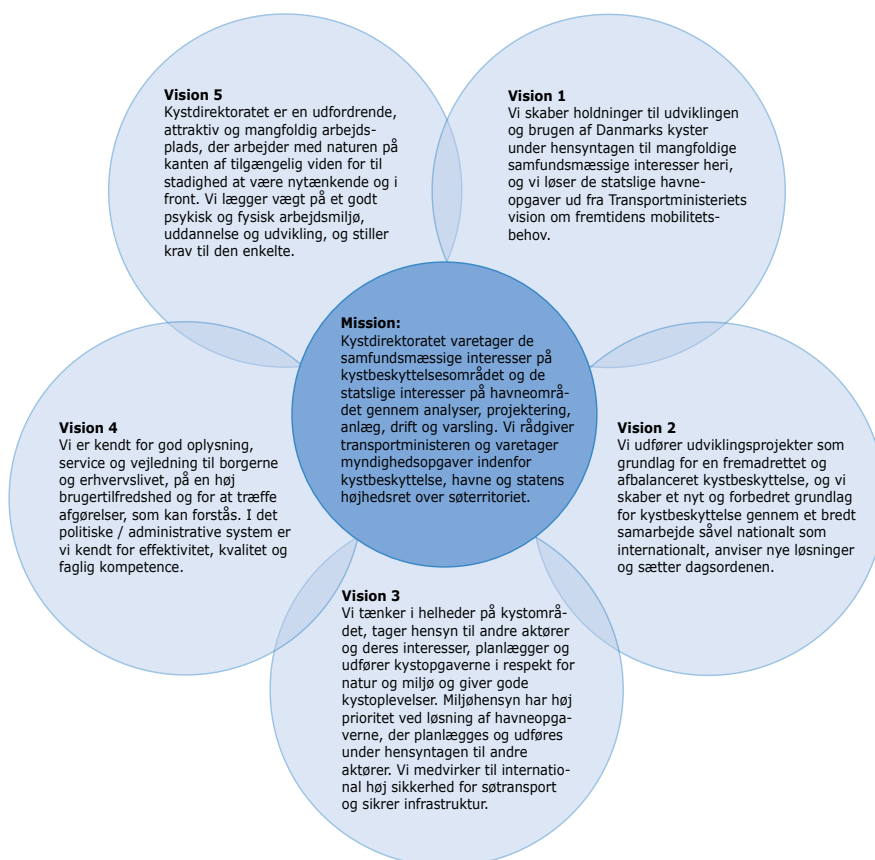 Vision 5
Kystdirektoratet er en udfordrende,
attraktiv og mangfoldig arbejds-
plads, der arbejder med naturen på
kanten af tilgængelig viden for til
stadighed at være nytænkende og i
front. Vi lægger vægt på et godt
psykisk og fysisk arbejdsmiljø,
uddannelse og udvikling, og stiller
krav til den enkelte.
Vision 1
Vi skaber holdninger til udviklingen
og brugen af Danmarks kyster
under hensyntagen til mangfoldige
samfundsmæssige interesser heri,
og vi løser de statslige havne-
opgaver ud fra Transportministeriets
vision om fremtidens mobilitets-
behov.
Mission:
Kystdirektoratet varetager de
samfundsmæssige interesser på
kystbeskyttelsesområdet og de
statslige interesser på havneområ-
det gennem analyser, projektering,
anlæg, drift og varsling. Vi rådgiver
transportministeren og varetager
myndighedsopgaver indenfor
kystbeskyttelse, havne og statens
højhedsret over søterritoriet.
Vision 4
Vi er kendt for god oplysning,
service og vejledning til borgerne
og erhvervslivet, på en høj
brugertilfredshed og for at træffe
afgørelser, som kan forstås. I det
politiske / administrative system er
vi kendt for effektivitet, kvalitet og
faglig kompetence.
Vision 2
Vi udfører udviklingsprojekter som
grundlag for en fremadrettet og
afbalanceret kystbeskyttelse, og vi
skaber et nyt og forbedret grundlag
for kystbeskyttelse gennem et bredt
samarbejde såvel nationalt som
internationalt, anviser nye løsninger
og sætter dagsordenen.
Vision 3
Vi tænker i helheder på kystområ-
det, tager hensyn til andre aktører
og deres interesser, planlægger og
udfører kystopgaverne i respekt for
natur og miljø og giver gode
kystoplevelser. Miljøhensyn har høj
prioritet ved løsning af havneopga-
verne, der planlægges og udføres
under hensyntagen til andre
aktører. Vi medvirker til internatio-
nal høj sikkerhed for søtransport
og sikrer infrastruktur.